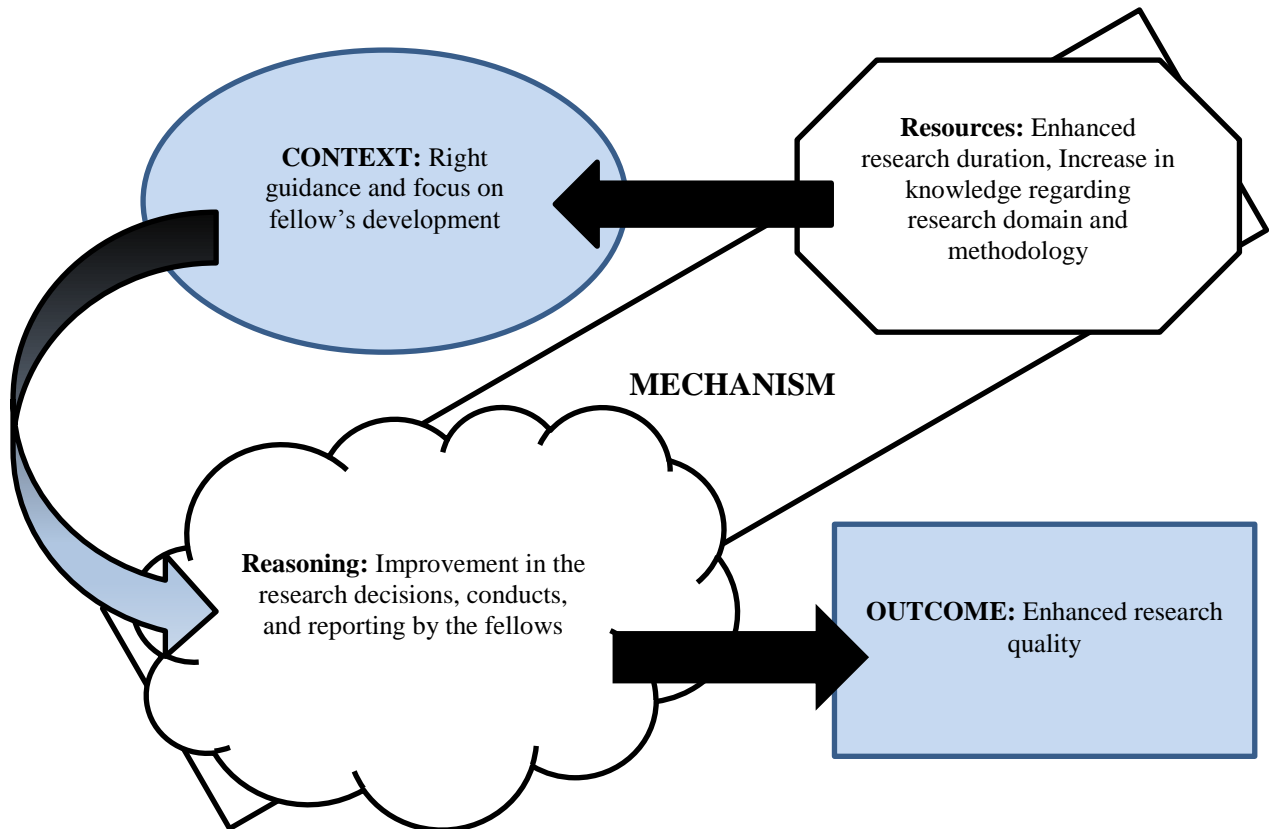 CONTEXT: Right
guidance and focus on
fellow’s development
Resources: Enhanced
research duration, Increase in
knowledge regarding
research domain and
methodology
MECHANISM
Reasoning: Improvement in the
research decisions, conducts,
and reporting by the fellows
OUTCOME: Enhanced research
quality